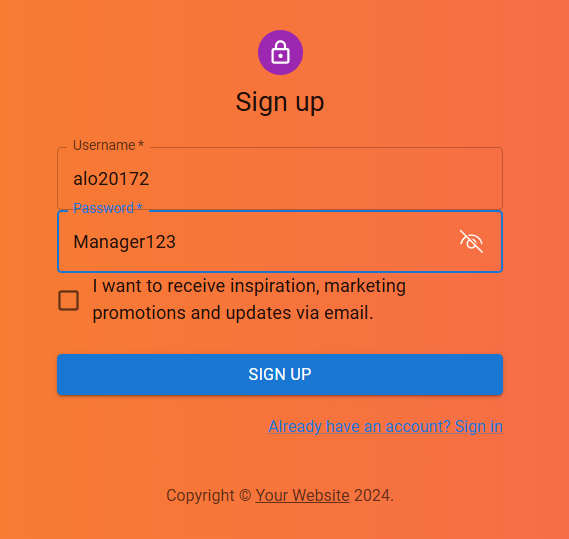 Sign up
Username *
alo20172
Password *
Manager123
I want to receive inspiration, marketing
promotions and updates via email.
SIGN UP
Already have an account? Sign in
Copyright © Your Website 2024.